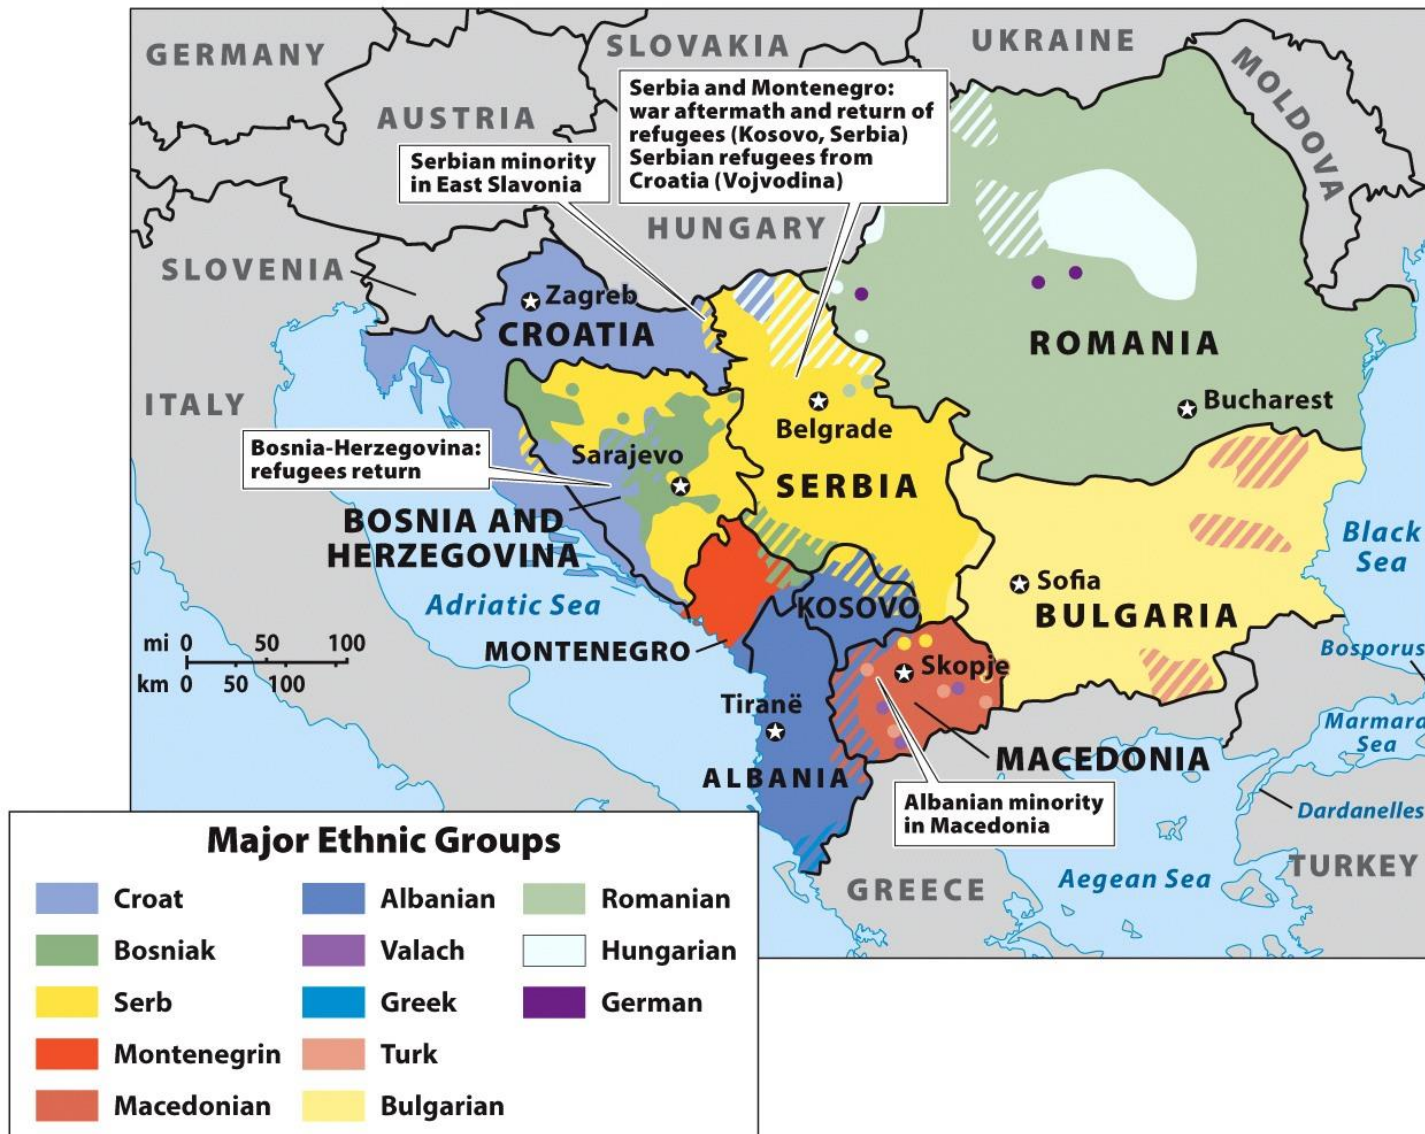 GERMANY
SLOVAKIA
UKRAINE
MOLDOVA
AUSTRIA
Serbia and Montenegro:
war aftermath and return of
refugees (Kosovo, Serbia)
Serbian refugees from
Croatia (Vojvodina)
Serbian minority
in East Slavonia
HUNGARY
SLOVENIA
Zagreb
CROATIA
ROMANIA
ITALY
Bucharest
Belgrade
Bosnia-Herzegovina:
refugees return
Sarajevo
SERBIA
BOSNIA AND
HERZEGOVINA
Black
Sea
Sofia
BULGARIA
Adriatic Sea
KOSOVO
mi 0 50 100
km 0 50 100
MONTENEGRO
Bosporus
Skopje
Tiranë
Marmara
Sea
MACEDONIA
ALBANIA
Albanian minority
in Macedonia
Dardanelles
GREECE
Aegean Sea
TURKEY
Major Ethnic Groups
Croat
Bosniak
Serb
Montenegrin
Macedonian
Albanian
Valach
Greek
Turk
Bulgarian
Romanian
Hungarian
German